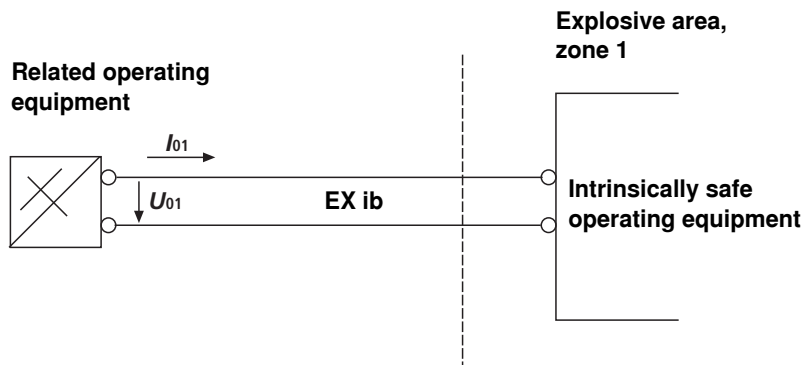 Explosive area,
zone 1
Related operating
equipment
I01
U01
EX ib
Intrinsically safe
operating equipment